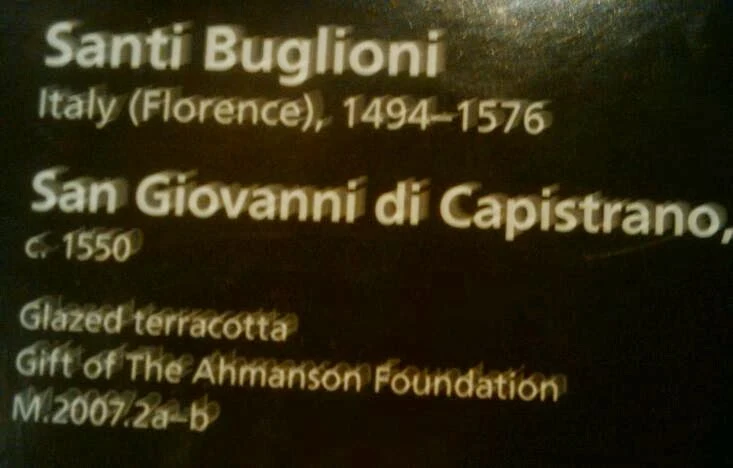 Santi Buglioni
Italy (Florence), 1494–1576
San Giovanni di Capistrano,
c. 1550
Glazed terracotta
Gift of The Ahmanson Foundation
M.2007.2a–b